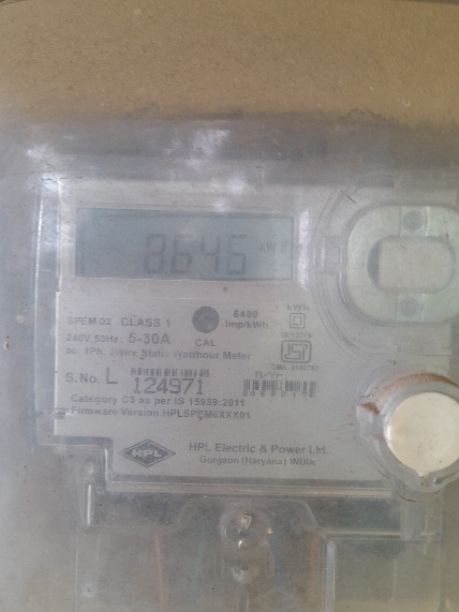 8646 kWh
SPEM 02 CLASS 1
240V, 50Hz, 5-30A
CAL
6400
imp/kWh
kWh
ac. 1Ph. 2Wire Static Watthour Meter
S.No. L 124971
Category C3 as per IS 15959:2011
Firmware Version:HPLSPEM6XXX01
HPL
HPL Electric & Power Ltd.
Gurgaon (Haryana) INDIA